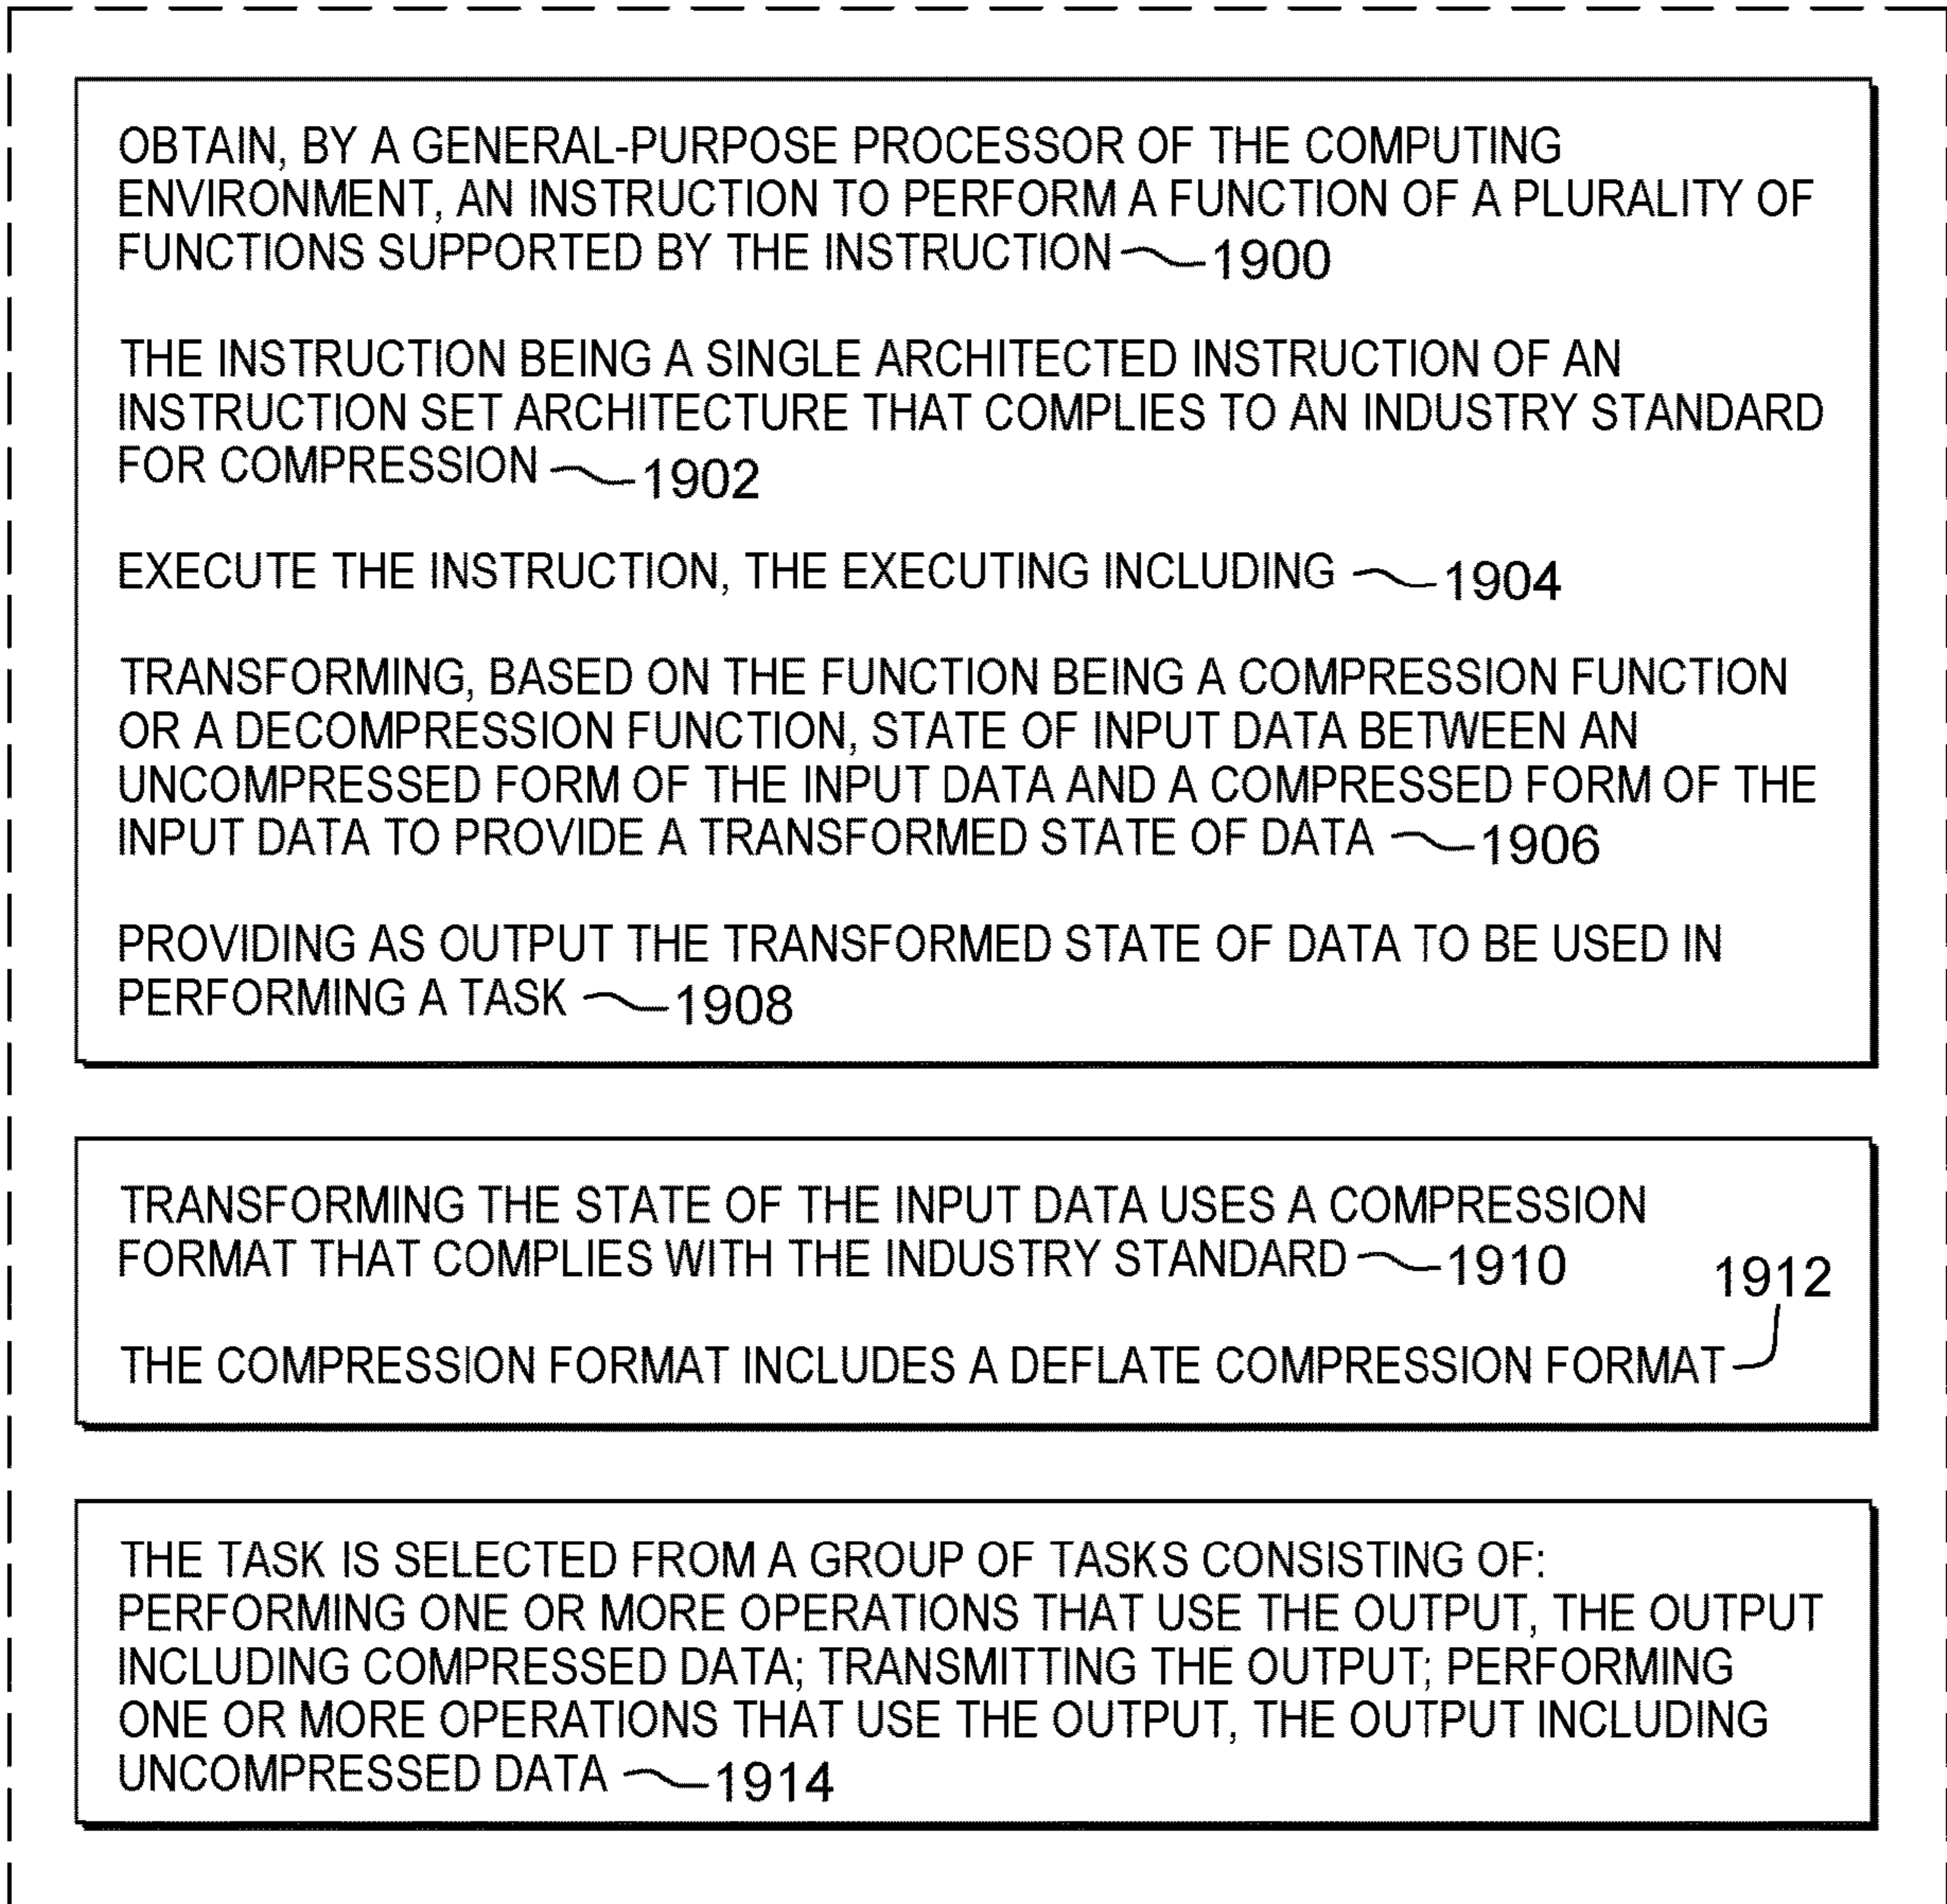 OBTAIN, BY A GENERAL-PURPOSE PROCESSOR OF THE COMPUTING
ENVIRONMENT, AN INSTRUCTION TO PERFORM A FUNCTION OF A PLURALITY OF
FUNCTIONS SUPPORTED BY THE INSTRUCTION 1900
THE INSTRUCTION BEING A SINGLE ARCHITECTED INSTRUCTION OF AN
INSTRUCTION SET ARCHITECTURE THAT COMPLIES TO AN INDUSTRY STANDARD
FOR COMPRESSION 1902
EXECUTE THE INSTRUCTION, THE EXECUTING INCLUDING 1904
TRANSFORMING, BASED ON THE FUNCTION BEING A COMPRESSION FUNCTION
OR A DECOMPRESSION FUNCTION, STATE OF INPUT DATA BETWEEN AN
UNCOMPRESSED FORM OF THE INPUT DATA AND A COMPRESSED FORM OF THE
INPUT DATA TO PROVIDE A TRANSFORMED STATE OF DATA 1906
PROVIDING AS OUTPUT THE TRANSFORMED STATE OF DATA TO BE USED IN
PERFORMING A TASK 1908
TRANSFORMING THE STATE OF THE INPUT DATA USES A COMPRESSION
FORMAT THAT COMPLIES WITH THE INDUSTRY STANDARD 1910
1912
THE COMPRESSION FORMAT INCLUDES A DEFLATE COMPRESSION FORMAT
THE TASK IS SELECTED FROM A GROUP OF TASKS CONSISTING OF:
PERFORMING ONE OR MORE OPERATIONS THAT USE THE OUTPUT, THE OUTPUT
INCLUDING COMPRESSED DATA; TRANSMITTING THE OUTPUT; PERFORMING
ONE OR MORE OPERATIONS THAT USE THE OUTPUT, THE OUTPUT INCLUDING
UNCOMPRESSED DATA 1914